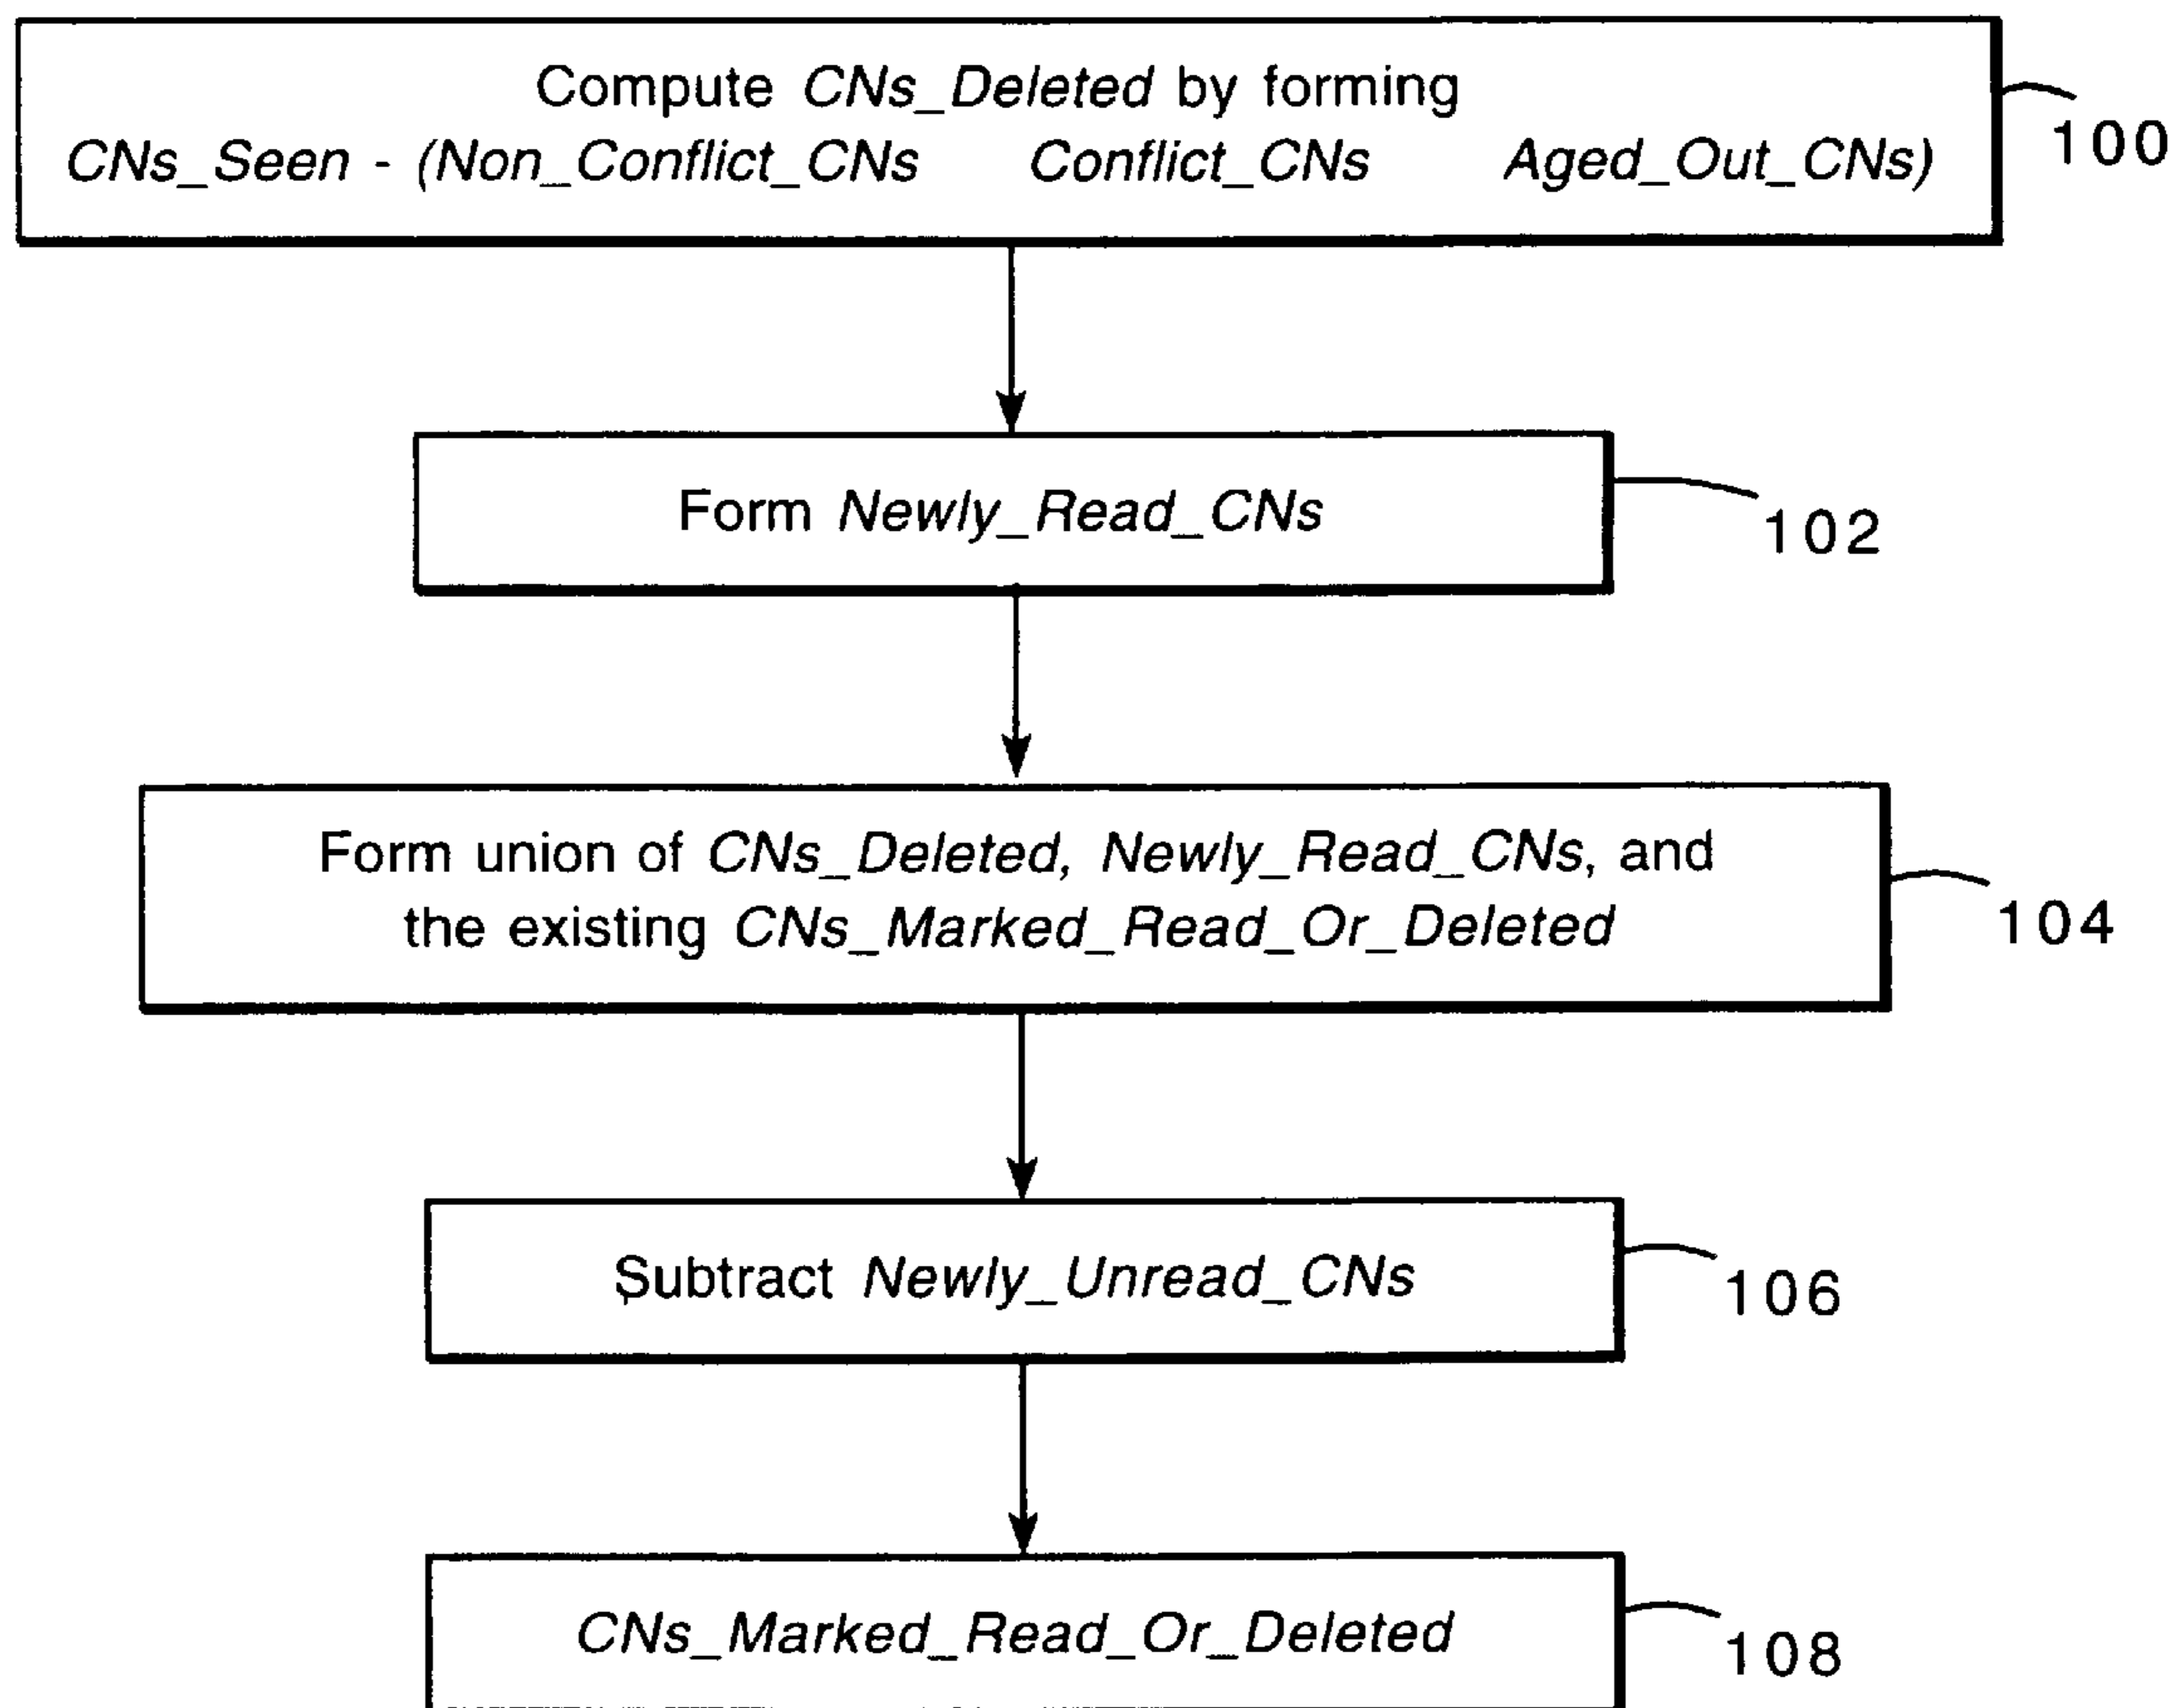 Compute CNs_Deleted by forming
CNs_Seen - (Non_Conflict_CNs Conflict_CNs Aged_Out_CNs)
100
Form Newly_Read_CNs
102
Form union of CNs_Deleted, Newly_Read_CNs, and
the existing CNs_Marked_Read_Or_Deleted
104
Subtract Newly_Unread_CNs
106
CNs_Marked_Read_Or_Deleted
108